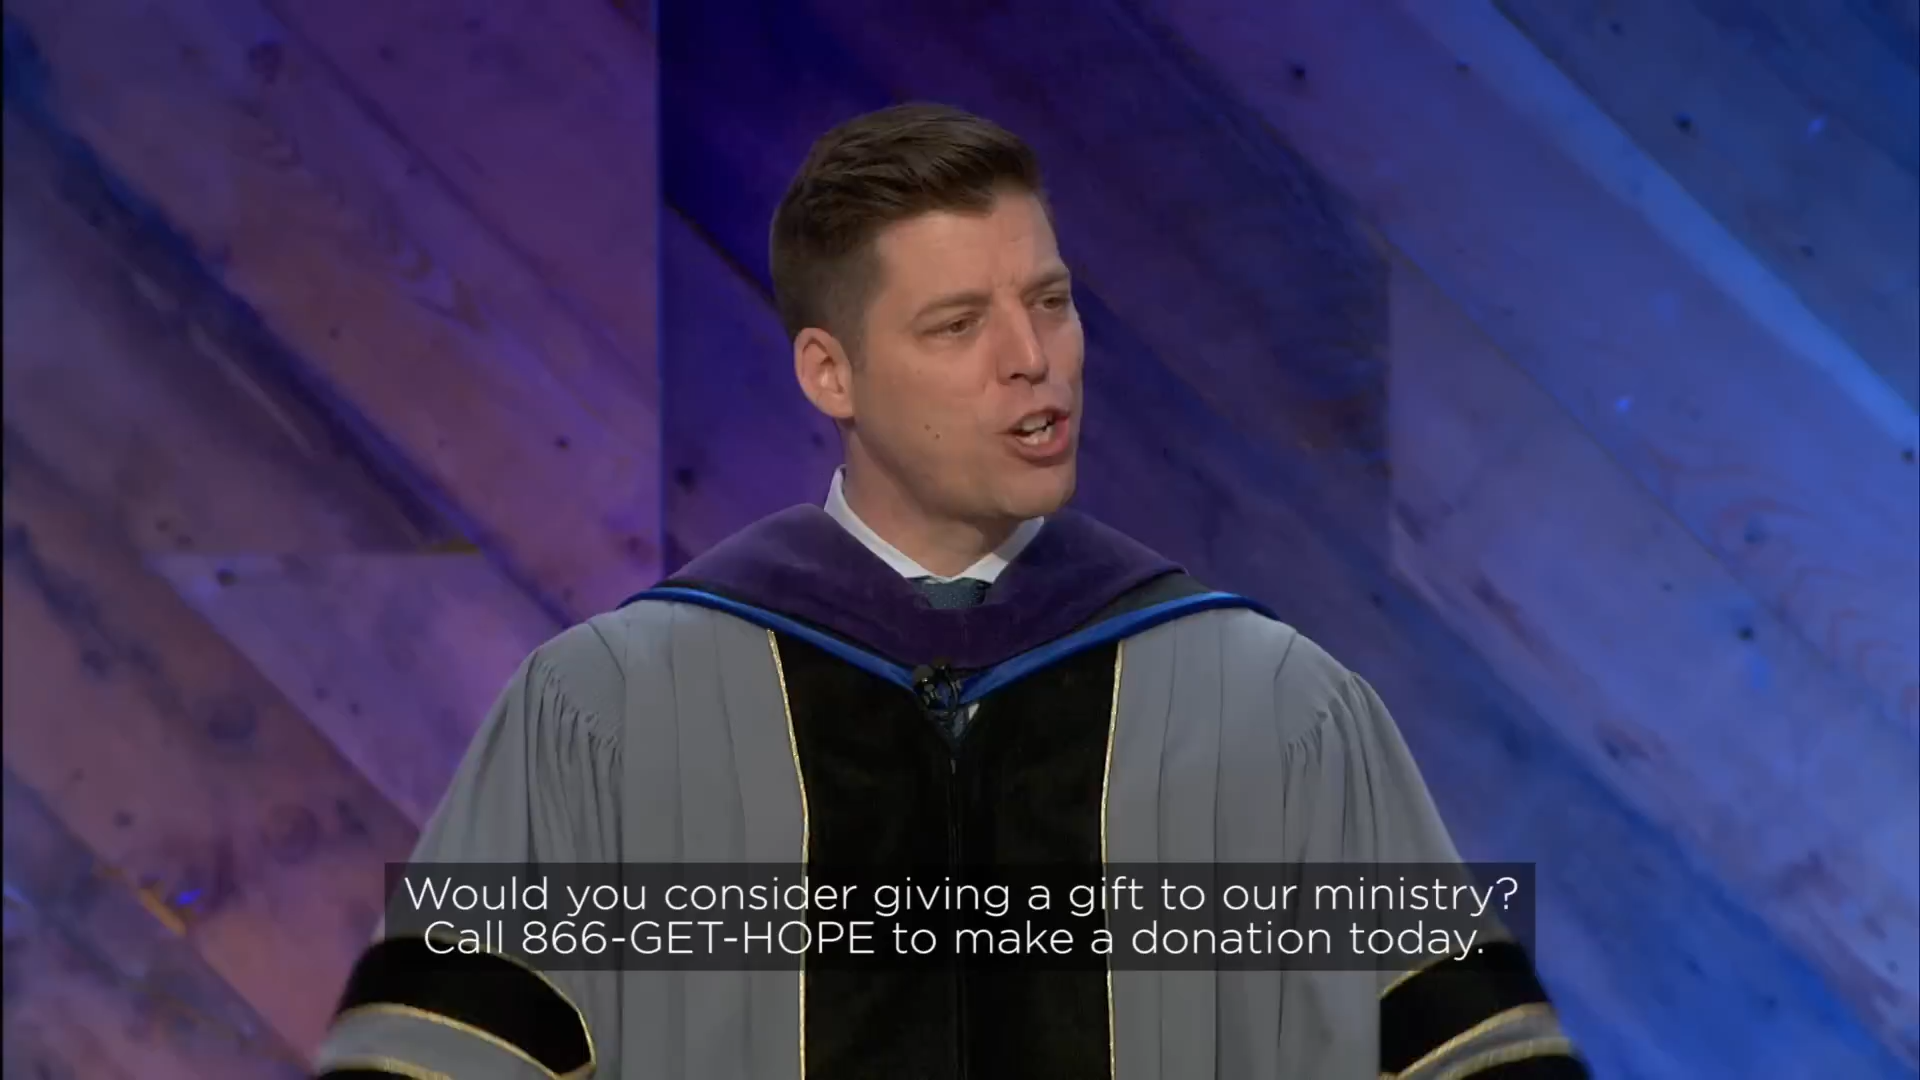 Would you consider giving a gift to our ministry?
Call 866-GET-HOPE to make a donation today.